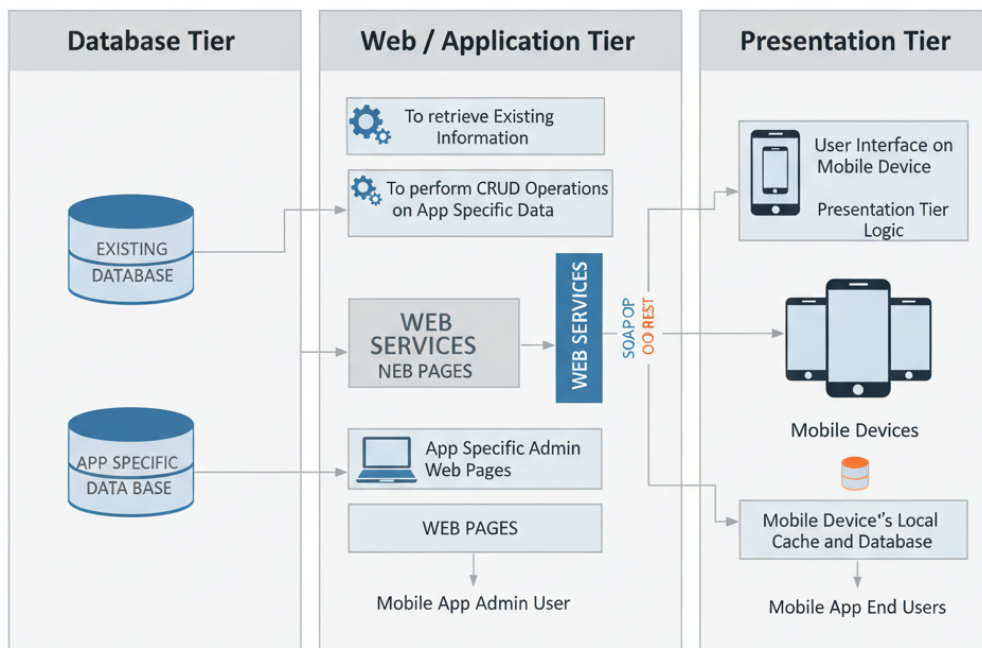 Database Tier
EXISTING
DATABASE
APP SPECIFIC
DATA BASE
Web / Application Tier
To retrieve Existing
Information
To perform CRUD Operations
on App Specific Data
WEB
SERVICES
NEB PAGES
WEB SERVICES
SOAPOP
OO REST
App Specific Admin
Web Pages
WEB PAGES
Mobile App Admin User
Presentation Tier
User Interface on
Mobile Device
Presentation Tier
Logic
Mobile Devices
Mobile Device"s Local
Cache and Database
Mobile App End Users